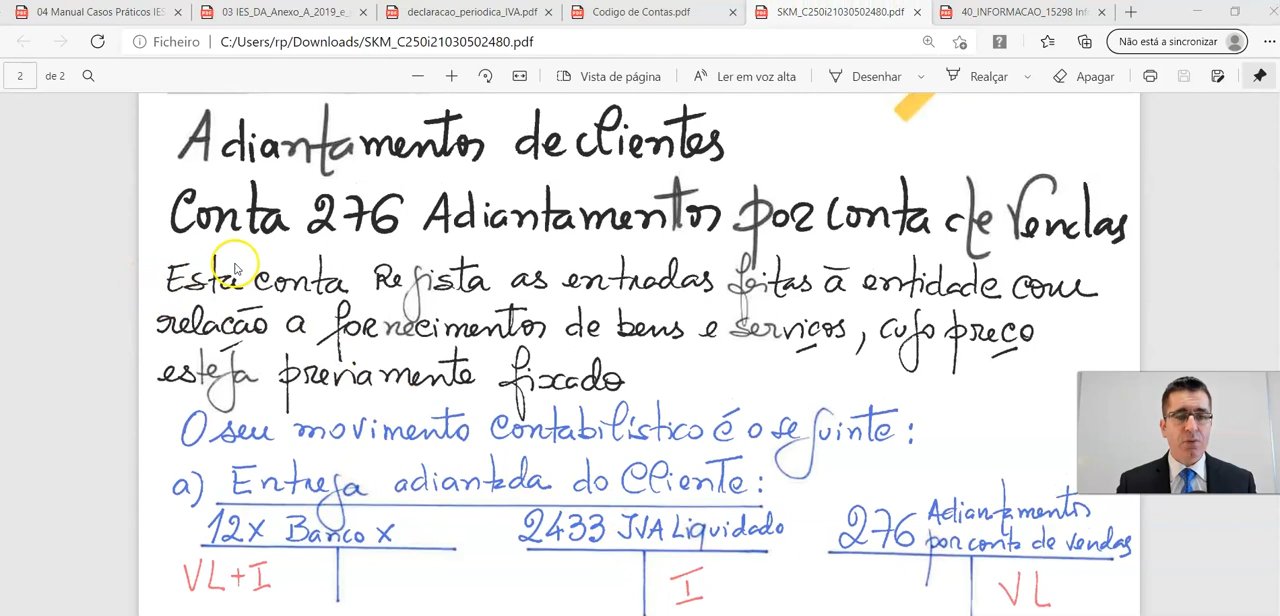 04 Manual Casos Práticos IES
03 IES_DA_Anexo_A_2019_e_
declaracao_periodica_IVA.pdf
Codigo de Contas.pdf
SKM_C250i21030502480.pdf
40_INFORMACAO_15298 Inf
Ficheiro
C:/Users/rp/Downloads/SKM_C250i21030502480.pdf
Não está a sincronizar
2 de 2
Vista de página
Ler em voz alta
Desenhar
Realçar
Apagar
Adiantamentos de clientes
Conta 276 Adiantamentos por conta de Vendas
Esta conta Regista as entradas feitas à entidade com
relação a fornecimentos de bens e serviços, cujo preço
esteja previamente fixado
O seu movimento contabilístico é o seguinte:
a) Entrega adiantada do Cliente:
12X Banco X
2433 IVA Liquidado
276 Adiantamentos
por conta de vendas
VL+I
I
VL